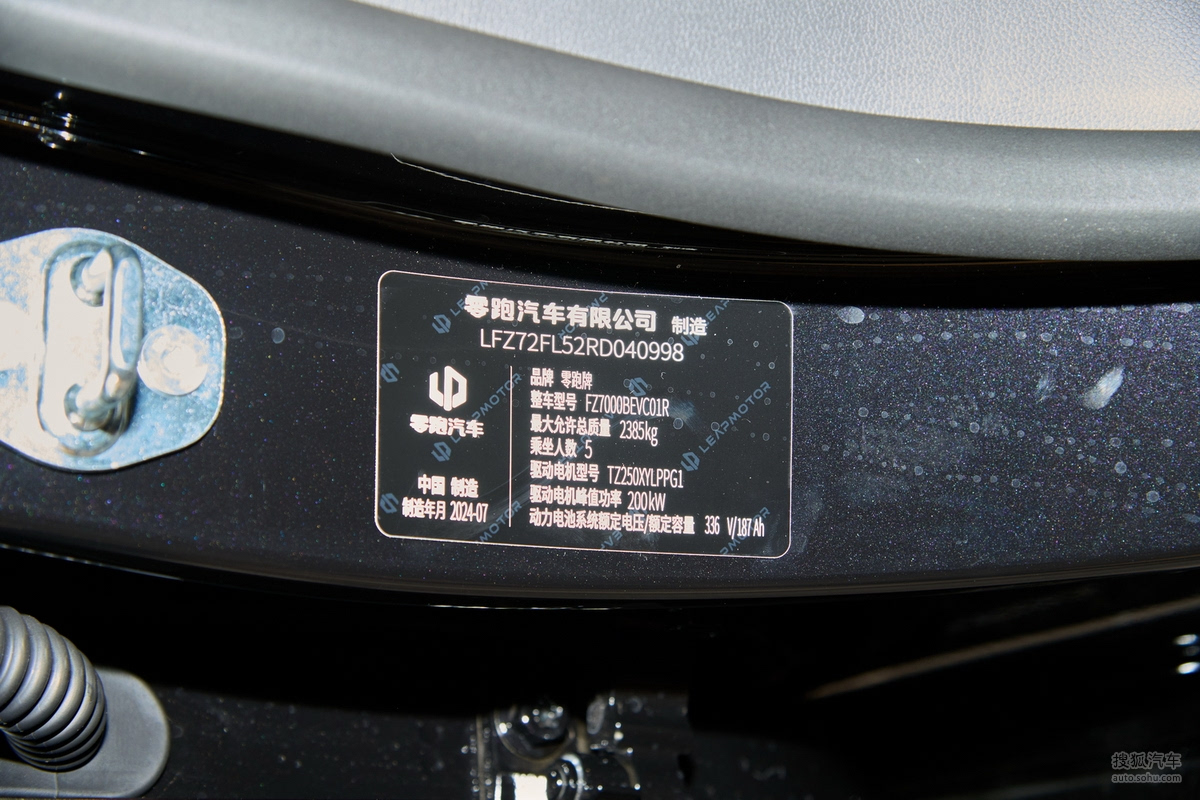 零跑汽车有限公司 制造
LFZ72FL52RD040998
零跑汽车
中国 制造
制造年月 2024-07
品牌 零跑牌
整车型号 FZ7000BEVC01R
最大允许总质量 2385kg
乘坐人数 5
驱动电机型号 TZ250XYLPPG1
驱动电机峰值功率 200kW
动力电池系统额定电压/额定容量 336 V/187 Ah
LEAPMOTOR
LEAPMOTOR
LEAPMOTOR
搜狐汽车
auto.sohu.com